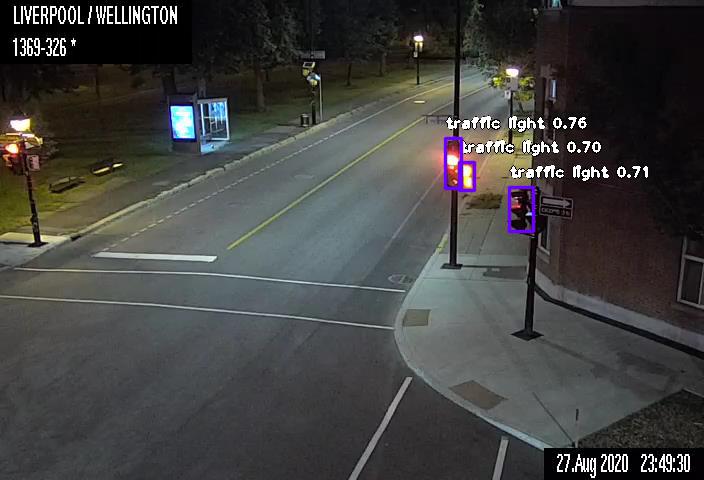 LIVERPOOL / WELLINGTON
1369-326 *
traffic light 0.76
traffic light 0.70
traffic light 0.71
27.Aug 2020 23:49:30